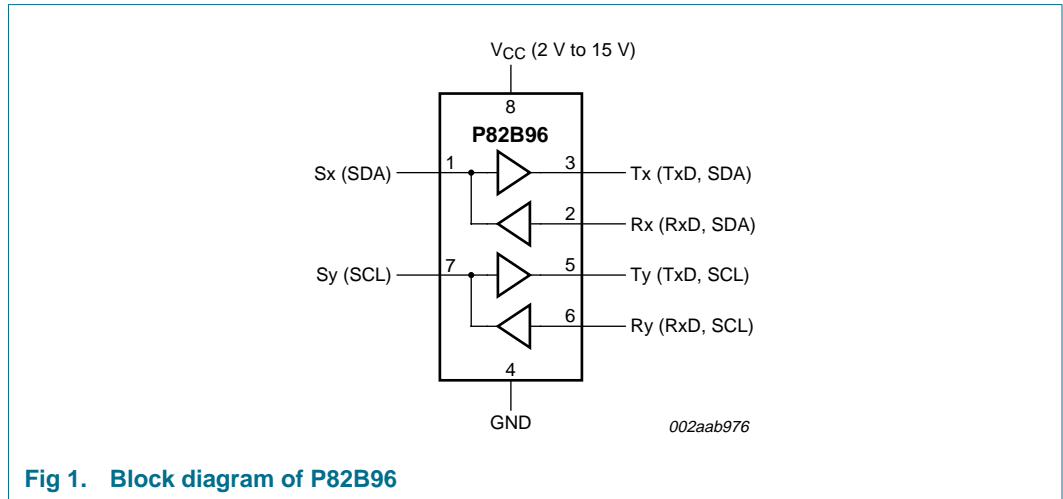 VCC (2 V to 15 V)
8
P82B96
Sx (SDA) 1 3 Tx (TxD, SDA)
2 Rx (RxD, SDA)
Sy (SCL) 7 5 Ty (TxD, SCL)
6 Ry (RxD, SCL)
4
GND 002aab976
Fig 1. Block diagram of P82B96